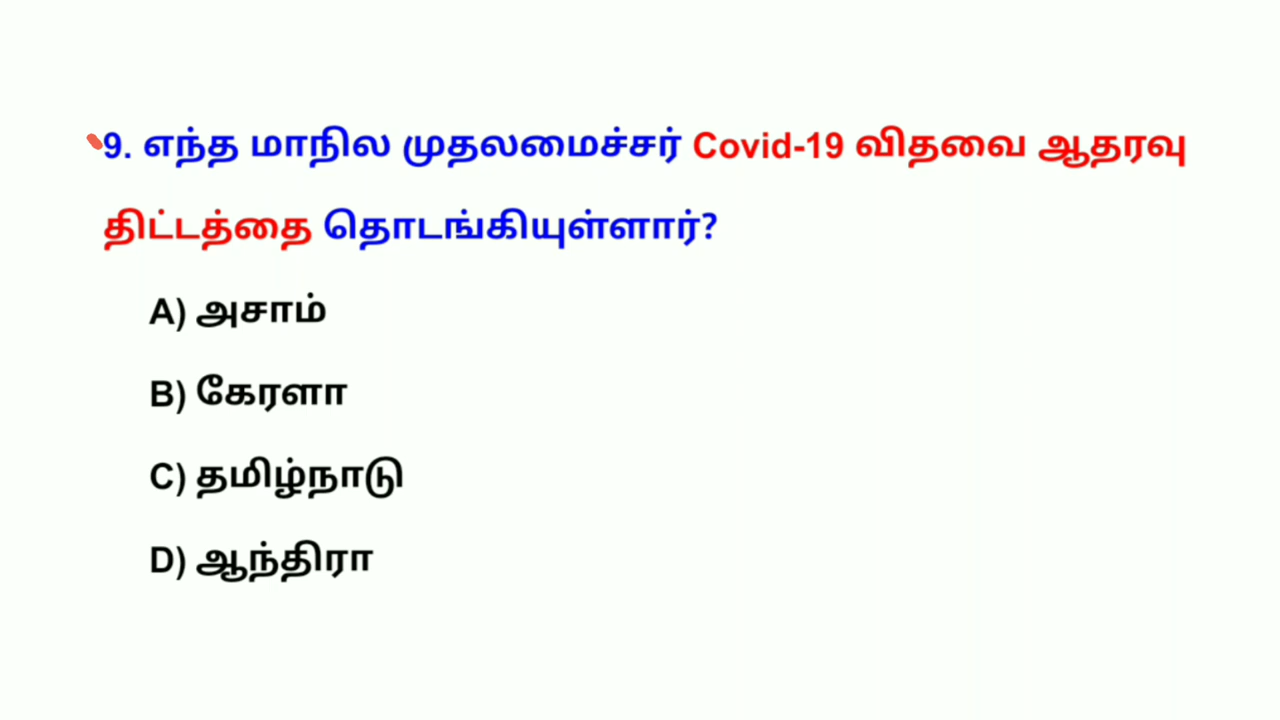 9. எந்த மாநில முதலமைச்சர் Covid-19 விதவை ஆதரவு
திட்டத்தை தொடங்கியுள்ளார்?
A) அசாம்
B) கேரளா
C) தமிழ்நாடு
D) ஆந்திரா